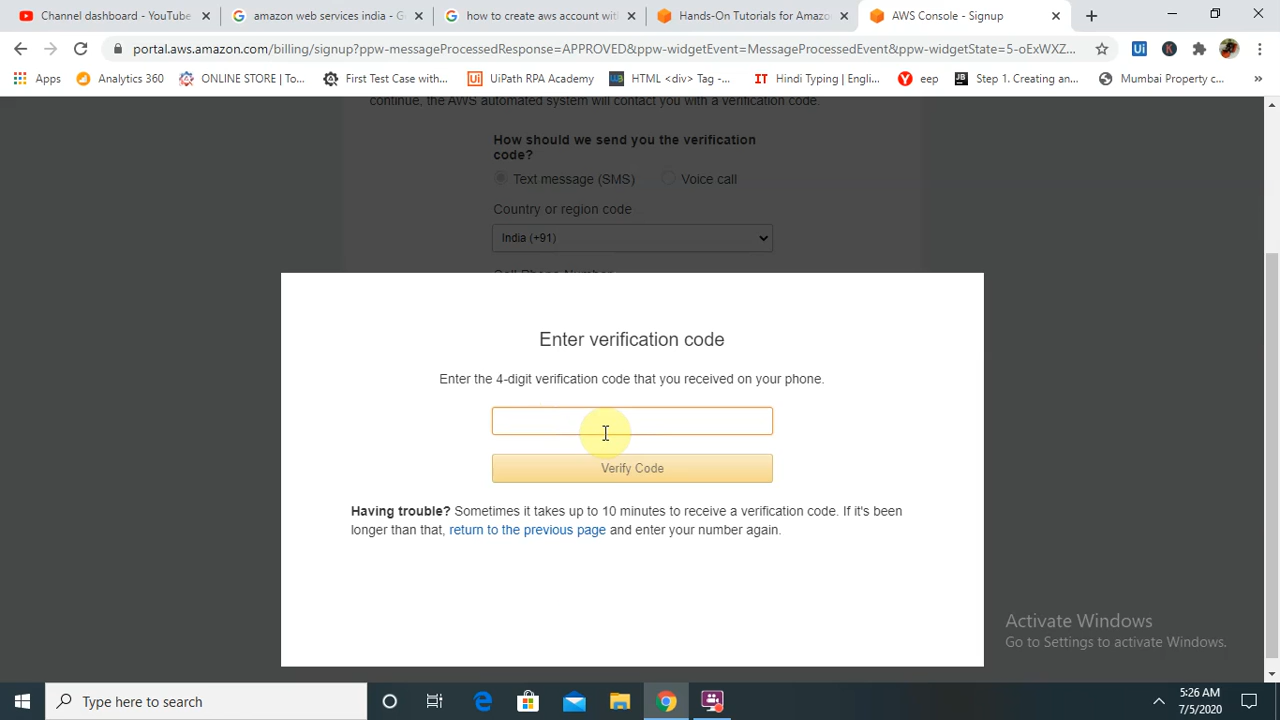 Channel dashboard - YouTube
amazon web services india - G
how to create aws account wit
Hands-On Tutorials for Amazo
AWS Console - Signup
portal.aws.amazon.com/billing/signup?ppw-messageProcessedResponse=APPROVED&ppw-widgetEvent=MessageProcessedEvent&ppw-widgetState=5-oExWXZ...
Apps
Analytics 360
ONLINE STORE | To...
First Test Case with...
UiPath RPA Academy
HTML <div> Tag -...
Hindi Typing | Engli...
eep
Step 1. Creating an...
Mumbai Property c...
»
continue, the AWS automated system will contact you with a verification code.
How should we send you the verification
code?
Text message (SMS)
Voice call
Country or region code
India (+91)
Cell Phone Number
Enter verification code
Enter the 4-digit verification code that you received on your phone.
Verify Code
Having trouble? Sometimes it takes up to 10 minutes to receive a verification code. If it's been
longer than that, return to the previous page and enter your number again.
Activate Windows
Go to Settings to activate Windows.
Type here to search
5:26 AM
7/5/2020